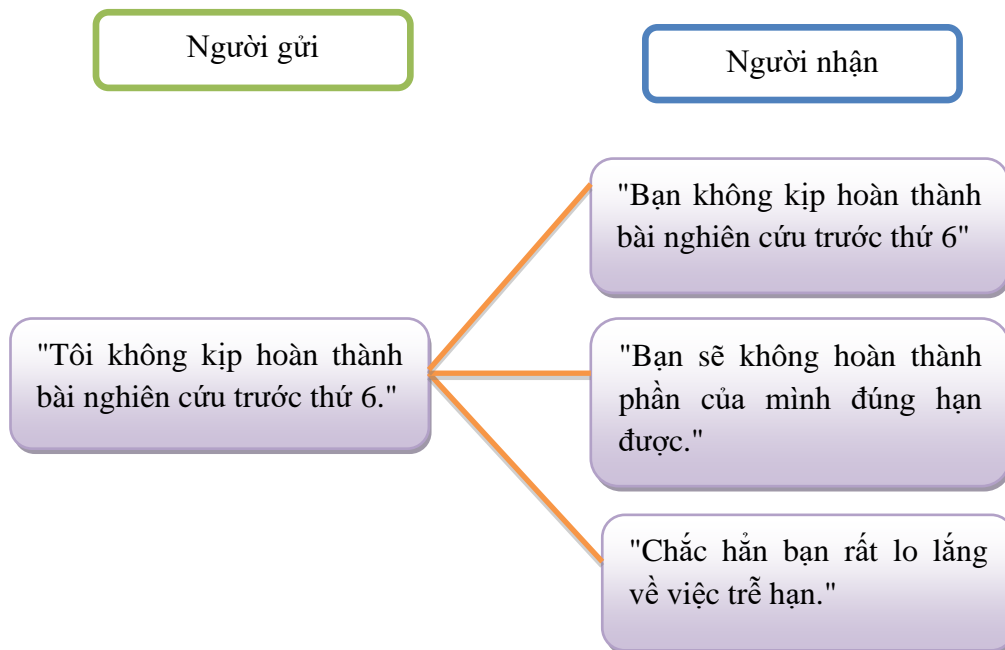 Người gửi
Người nhận
"Bạn không kịp hoàn thành
bài nghiên cứu trước thứ 6"
"Tôi không kịp hoàn thành
bài nghiên cứu trước thứ 6."
"Bạn sẽ không hoàn thành
phần của mình đúng hạn
được."
"Chắc hẳn bạn rất lo lắng
về việc trễ hạn."